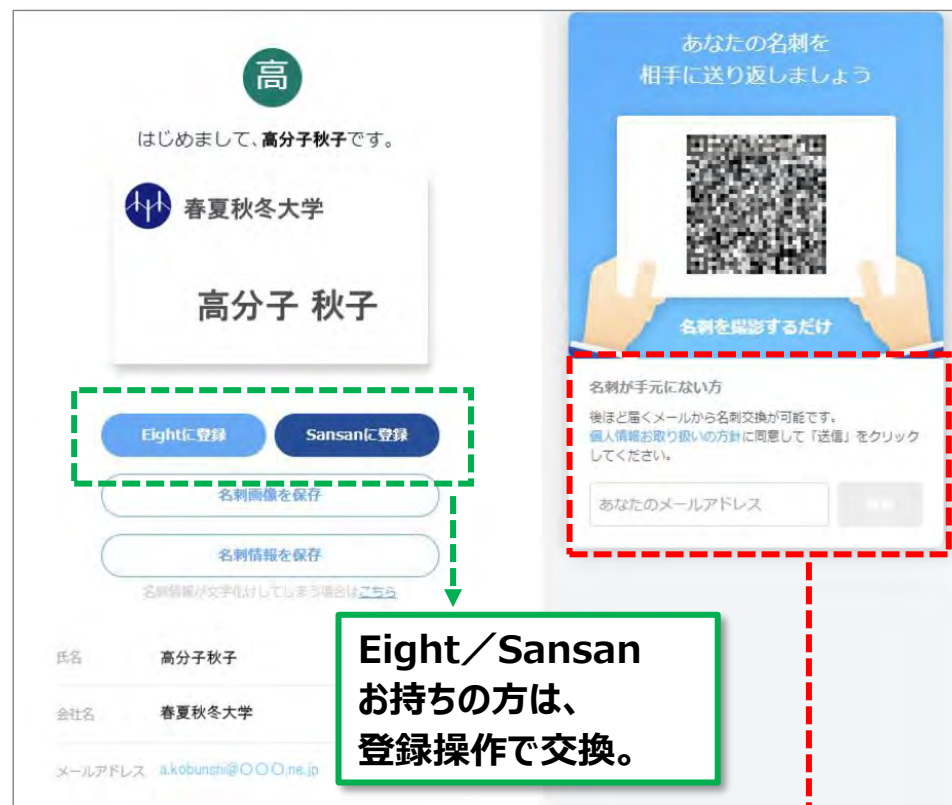 高
はじめまして、高分子秋子です。
春夏秋冬大学
高分子 秋子
Eightに登録
Sansanに登録
名刺画像を保存
名刺情報を保存
名刺情報が文字化けしてしまう場合はこちら
氏名 高分子秋子
会社名 春夏秋冬大学
メールアドレス a.kobunshi@〇〇〇.ne.jp
Eight／Sansan
お持ちの方は、
登録操作で交換。
あなたの名刺を
相手に送り返しましょう
名刺を撮影するだけ
名刺が手元にない方
後ほど届くメールから名刺交換が可能です。
個人情報お取り扱いの方針に同意して「送信」をクリック
してください。
あなたのメールアドレス